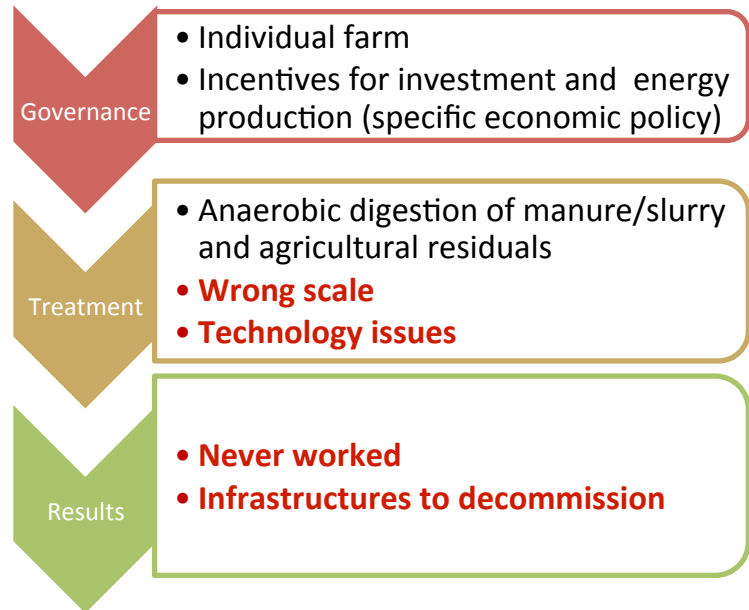 Governance
• Individual farm
• Incentives for investment and energy
production (specific economic policy)
Treatment
• Anaerobic digestion of manure/slurry
and agricultural residuals
• Wrong scale
• Technology issues
Results
• Never worked
• Infrastructures to decommission